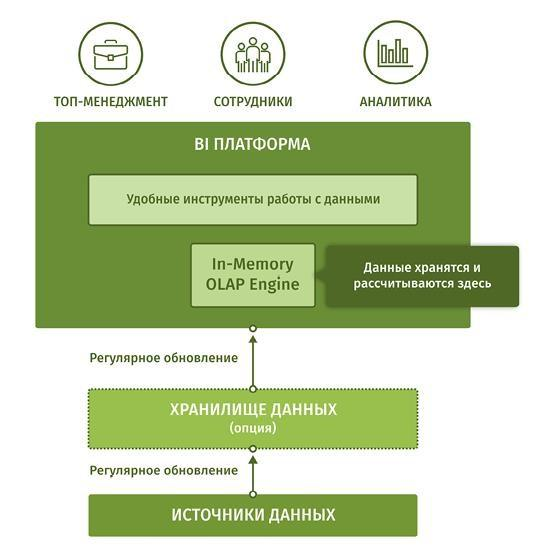 ТОП-МЕНЕДЖМЕНТ
СОТРУДНИКИ
АНАЛИТИКА
BI ПЛАТФОРМА
Удобные инструменты работы с данными
In-Memory
OLAP Engine
Данные хранятся и
рассчитываются здесь
Регулярное обновление
ХРАНИЛИЩЕ ДАННЫХ
(опция)
Регулярное обновление
ИСТОЧНИКИ ДАННЫХ